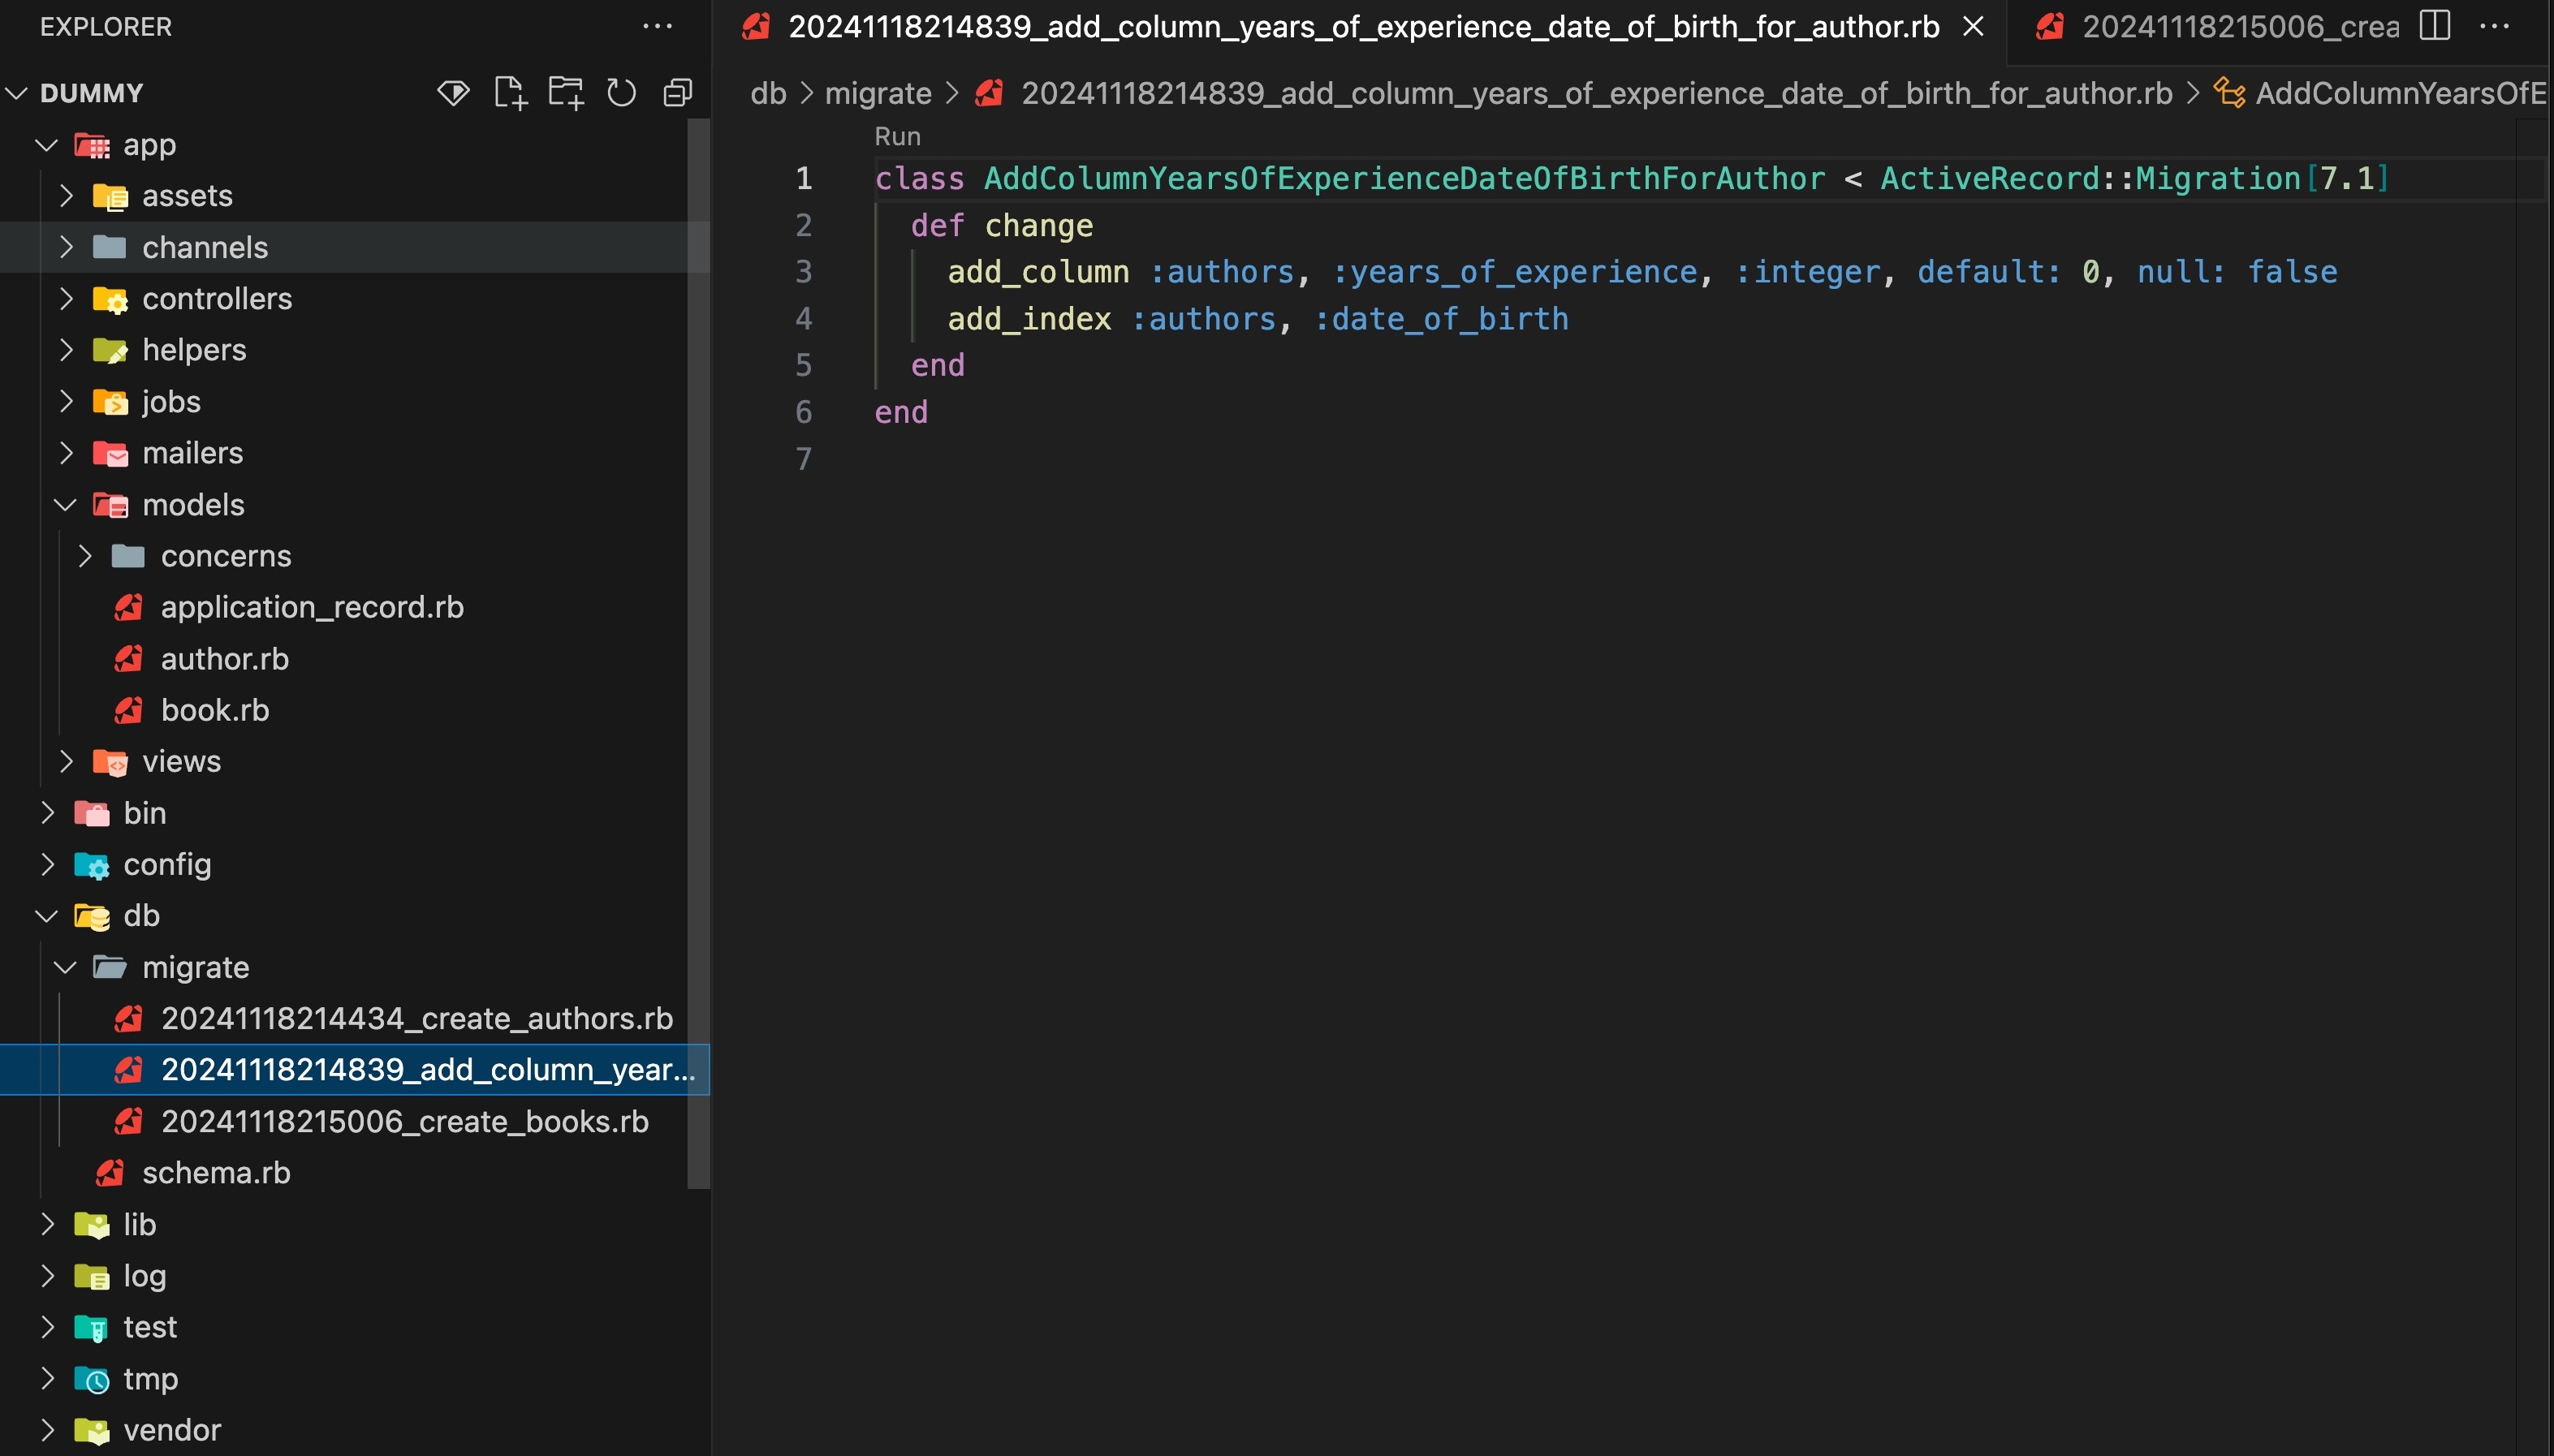 EXPLORER
DUMMY
app
assets
channels
controllers
helpers
jobs
mailers
models
concerns
application_record.rb
author.rb
book.rb
views
bin
config
db
migrate
20241118214434_create_authors.rb
20241118214839_add_column_year...
20241118215006_create_books.rb
schema.rb
lib
log
test
tmp
vendor
20241118214839_add_column_years_of_experience_date_of_birth_for_author.rb
20241118215006_crea
db > migrate > 20241118214839_add_column_years_of_experience_date_of_birth_for_author.rb > AddColumnYearsOfE
Run
1 class AddColumnYearsOfExperienceDateOfBirthForAuthor < ActiveRecord::Migration[7.1]
2 def change
3 add_column :authors, :years_of_experience, :integer, default: 0, null: false
4 add_index :authors, :date_of_birth
5 end
6 end
7